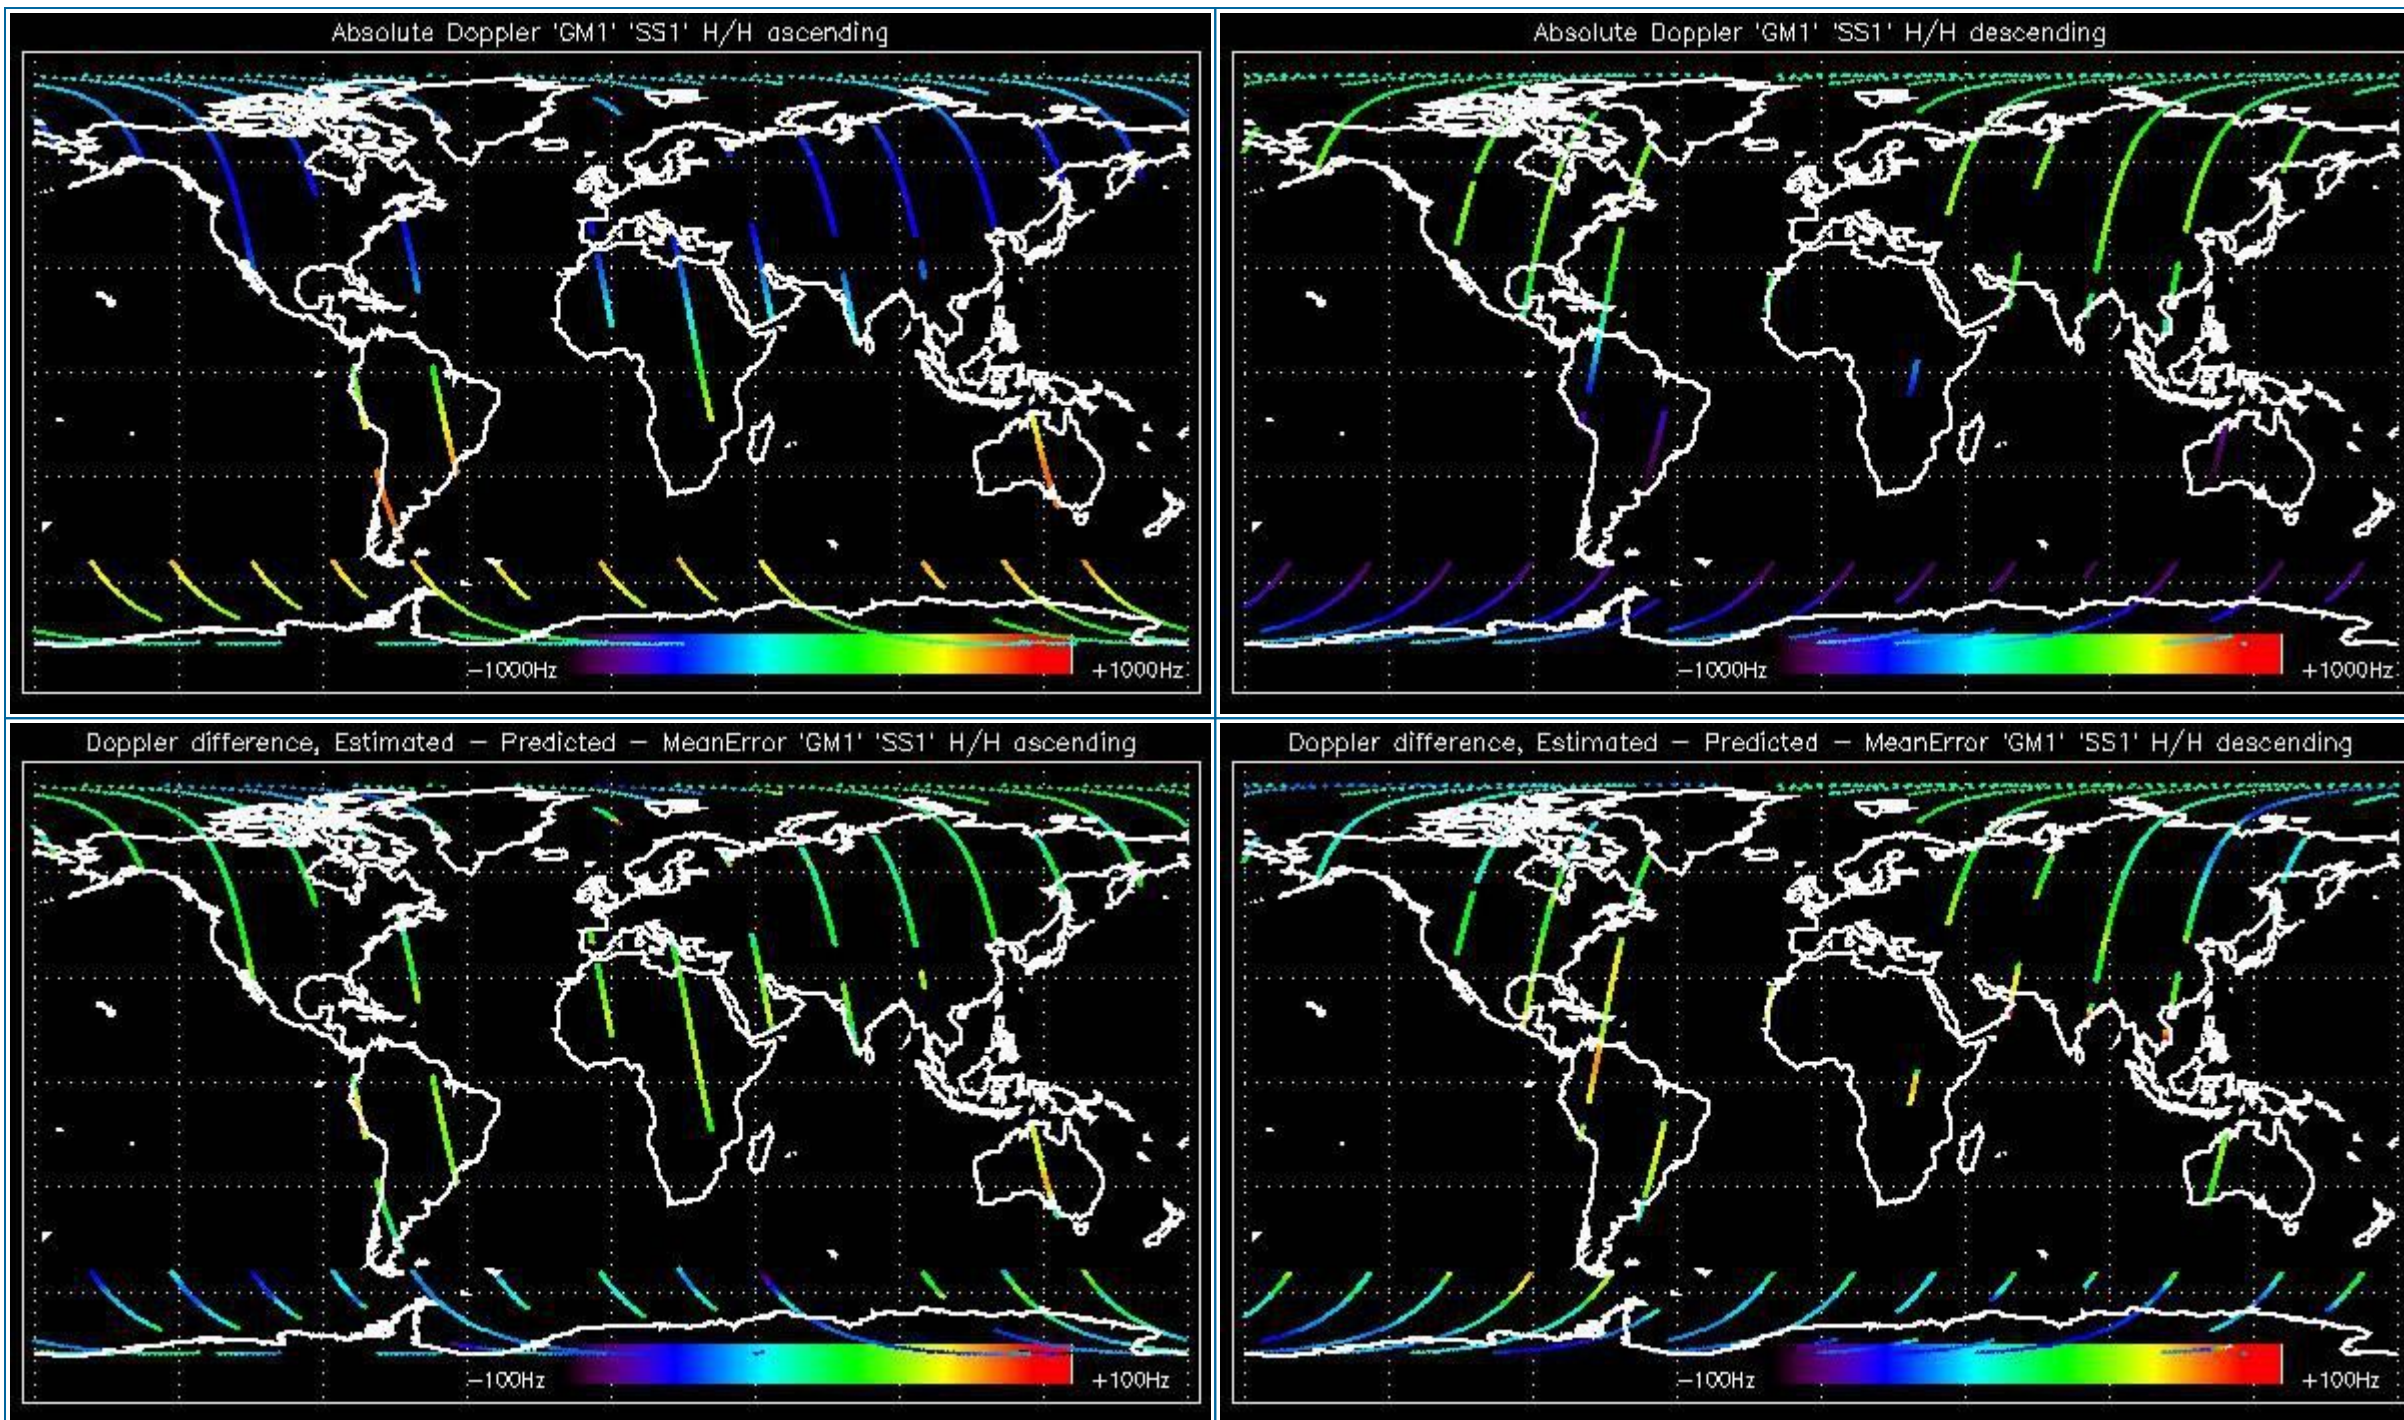 Absolute Doppler 'GM1' 'SS1' H/H ascending
-1000Hz
+1000Hz
Absolute Doppler 'GM1' 'SS1' H/H descending
-1000Hz
+1000Hz
Doppler difference, Estimated - Predicted - MeanError 'GM1' 'SS1' H/H ascending
-100Hz
+100Hz
Doppler difference, Estimated - Predicted - MeanError 'GM1' 'SS1' H/H descending
-100Hz
+100Hz